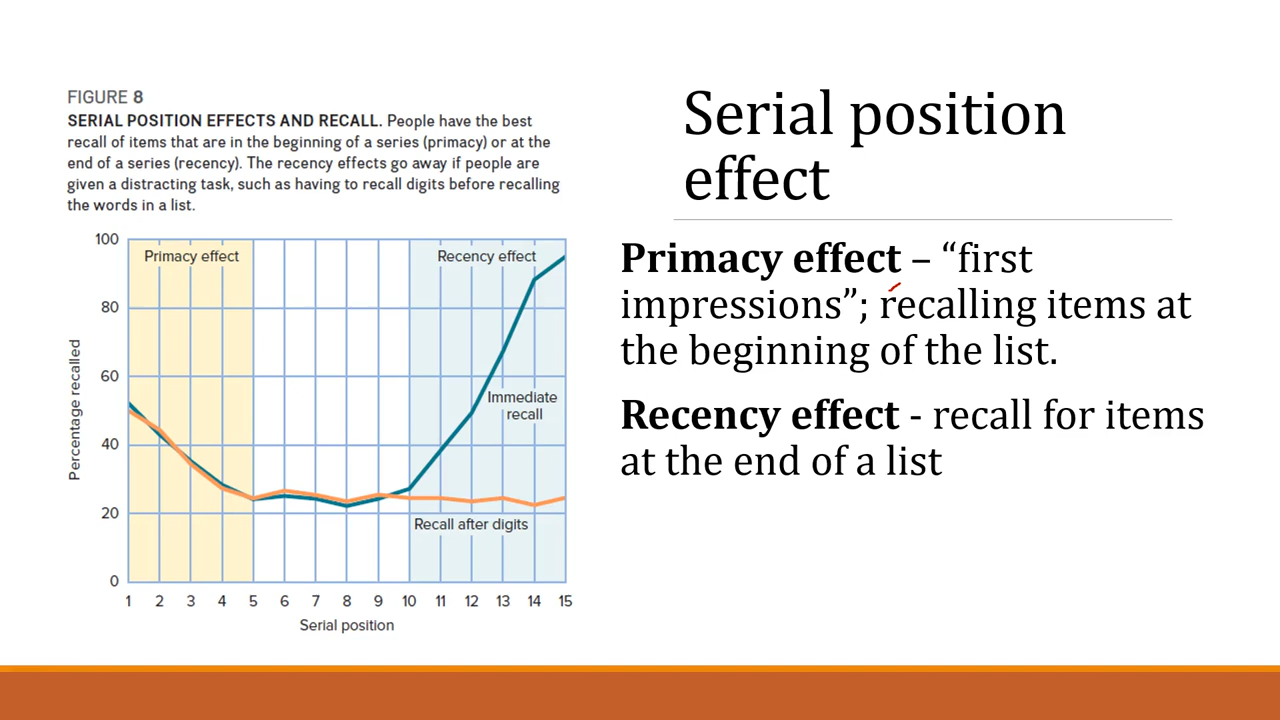 FIGURE 8
SERIAL POSITION EFFECTS AND RECALL. People have the best
recall of items that are in the beginning of a series (primacy) or at the
end of a series (recency). The recency effects go away if people are
given a distracting task, such as having to recall digits before recalling
the words in a list.
100
80
60
40
20
0
Percentage recalled
Primacy effect
Recency effect
Immediate
recall
Recall after digits
1 2 3 4 5 6 7 8 9 10 11 12 13 14 15
Serial position
Serial position
effect
Primacy effect – “first
impressions”; recalling items at
the beginning of the list.
Recency effect - recall for items
at the end of a list